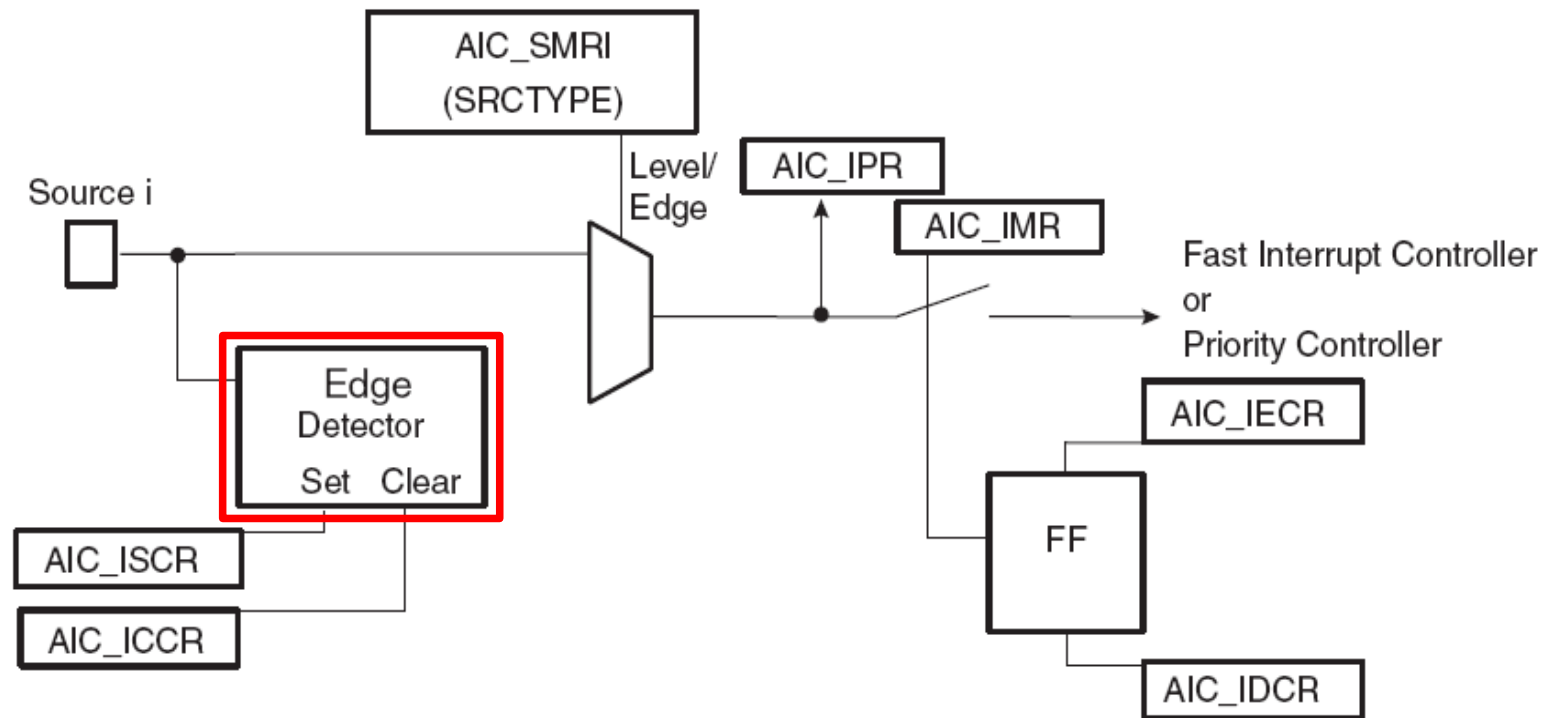 AIC_SMRI
(SRCTYPE)
Level/
Edge
AIC_IPR
Source i
AIC_IMR
Fast Interrupt Controller
or
Priority Controller
Edge
Detector
Set Clear
AIC_IECR
AIC_ISCR
FF
AIC_ICCR
AIC_IDCR